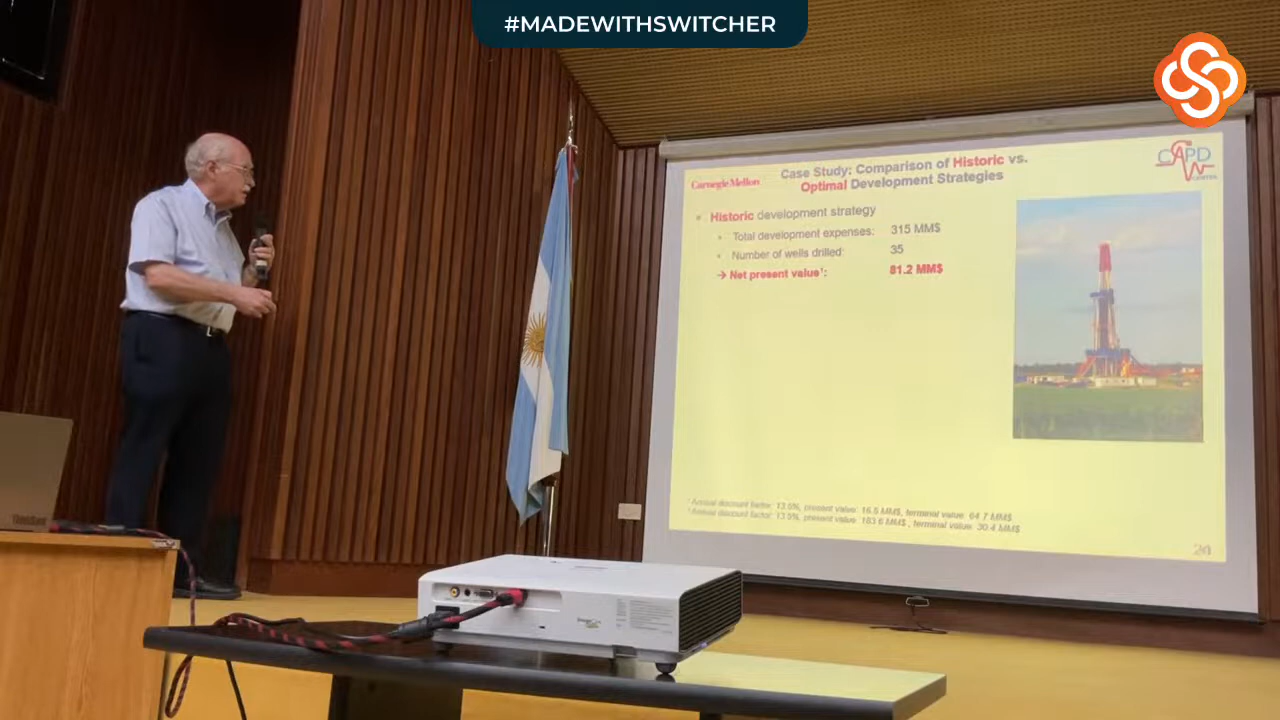 #MADEWITHSWITCHER
Carnegie Mellon
CAPD
CENTER
Case Study: Comparison of Historic vs.
Optimal Development Strategies
Historic development strategy
Total development expenses: 315 MM$
Number of wells drilled: 35
→ Net present value¹: 81.2 MM$
¹ Annual discount factor: 13.5%, present value: 16.5 MM$, terminal value: 64.7 MM$
² Annual discount factor: 13.5%, present value: 183.6 MM$ , terminal value: 30.4 MM$
24
ThinkBook